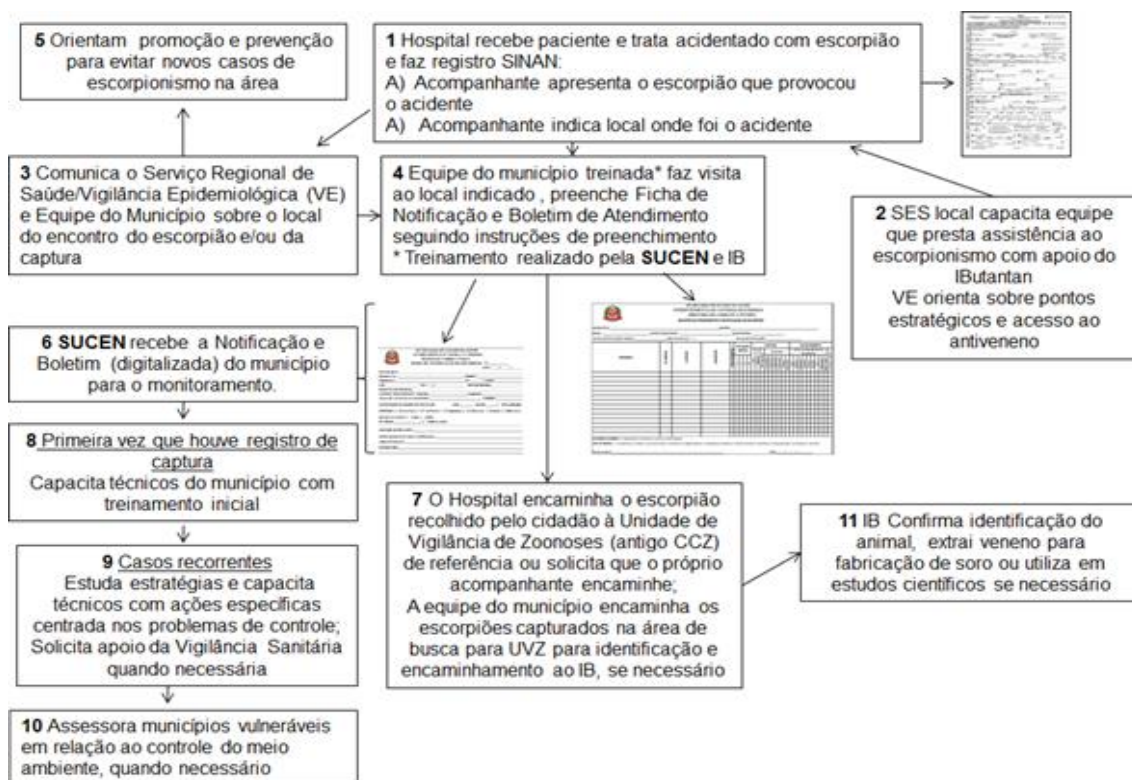 5 Orientam promoção e prevenção
para evitar novos casos de
escorpionismo na área
1 Hospital recebe paciente e trata acidentado com escorpião
e faz registro SINAN:
A) Acompanhante apresenta o escorpião que provocou
o acidente
A) Acompanhante indica local onde foi o acidente
3 Comunica o Serviço Regional de
Saúde/Vigilância Epidemiológica (VE)
e Equipe do Município sobre o local
do encontro do escorpião e/ou da
captura
4 Equipe do município treinada* faz visita
ao local indicado , preenche Ficha de
Notificação e Boletim de Atendimento
seguindo instruções de preenchimento
* Treinamento realizado pela SUCEN e IB
2 SES local capacita equipe
que presta assistência ao
escorpionismo com apoio do
IButantan
VE orienta sobre pontos
estratégicos e acesso ao
antiveneno
6 SUCEN recebe a Notificação e
Boletim (digitalizada) do município
para o monitoramento.
8 Primeira vez que houve registro de
captura
Capacita técnicos do município com
treinamento inicial
7 O Hospital encaminha o escorpião
recolhido pelo cidadão à Unidade de
Vigilância de Zoonoses (antigo CCZ)
de referência ou solicita que o próprio
acompanhante encaminhe;
A equipe do município encaminha os
escorpiões capturados na área de
busca para UVZ para identificação e
encaminhamento ao IB, se necessário
11 IB Confirma identificação do
animal, extrai veneno para
fabricação de soro ou utiliza em
estudos científicos se necessário
9 Casos recorrentes
Estuda estratégias e capacita
técnicos com ações específicas
centrada nos problemas de controle;
Solicita apoio da Vigilância Sanitária
quando necessária
10 Assessora municípios vulneráveis
em relação ao controle do meio
ambiente, quando necessário